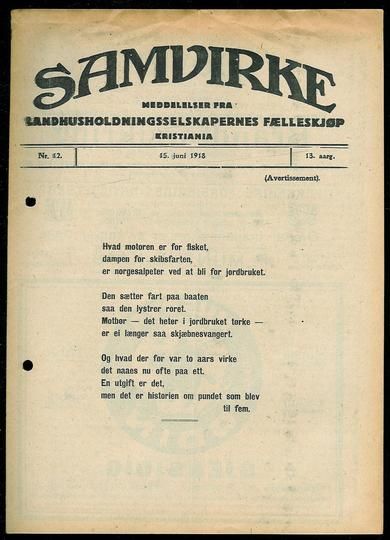 SAMVIRKE
MEDDELELSER FRA
LANDHUSHOLDNINGSSELSKAPERNES FÆLLESKJØP
KRISTIANIA
Nr. 12. 15. juni 1918 13. aarg.
(Avertissement).
Hvad motoren er for fisket,
dampen for skibsfarten,
er norgesalpeter ved at bli for jordbruket.
Den sætter fart paa baaten
saa den lystrer roret.
Motbør — det heter i jordbruket tørke —
er ei længer saa skjæbnesvangert.
Og hvad der før var to aars virke
det naaes nu ofte paa ett.
En utgift er det,
men det er historien om pundet som blev
til fem.